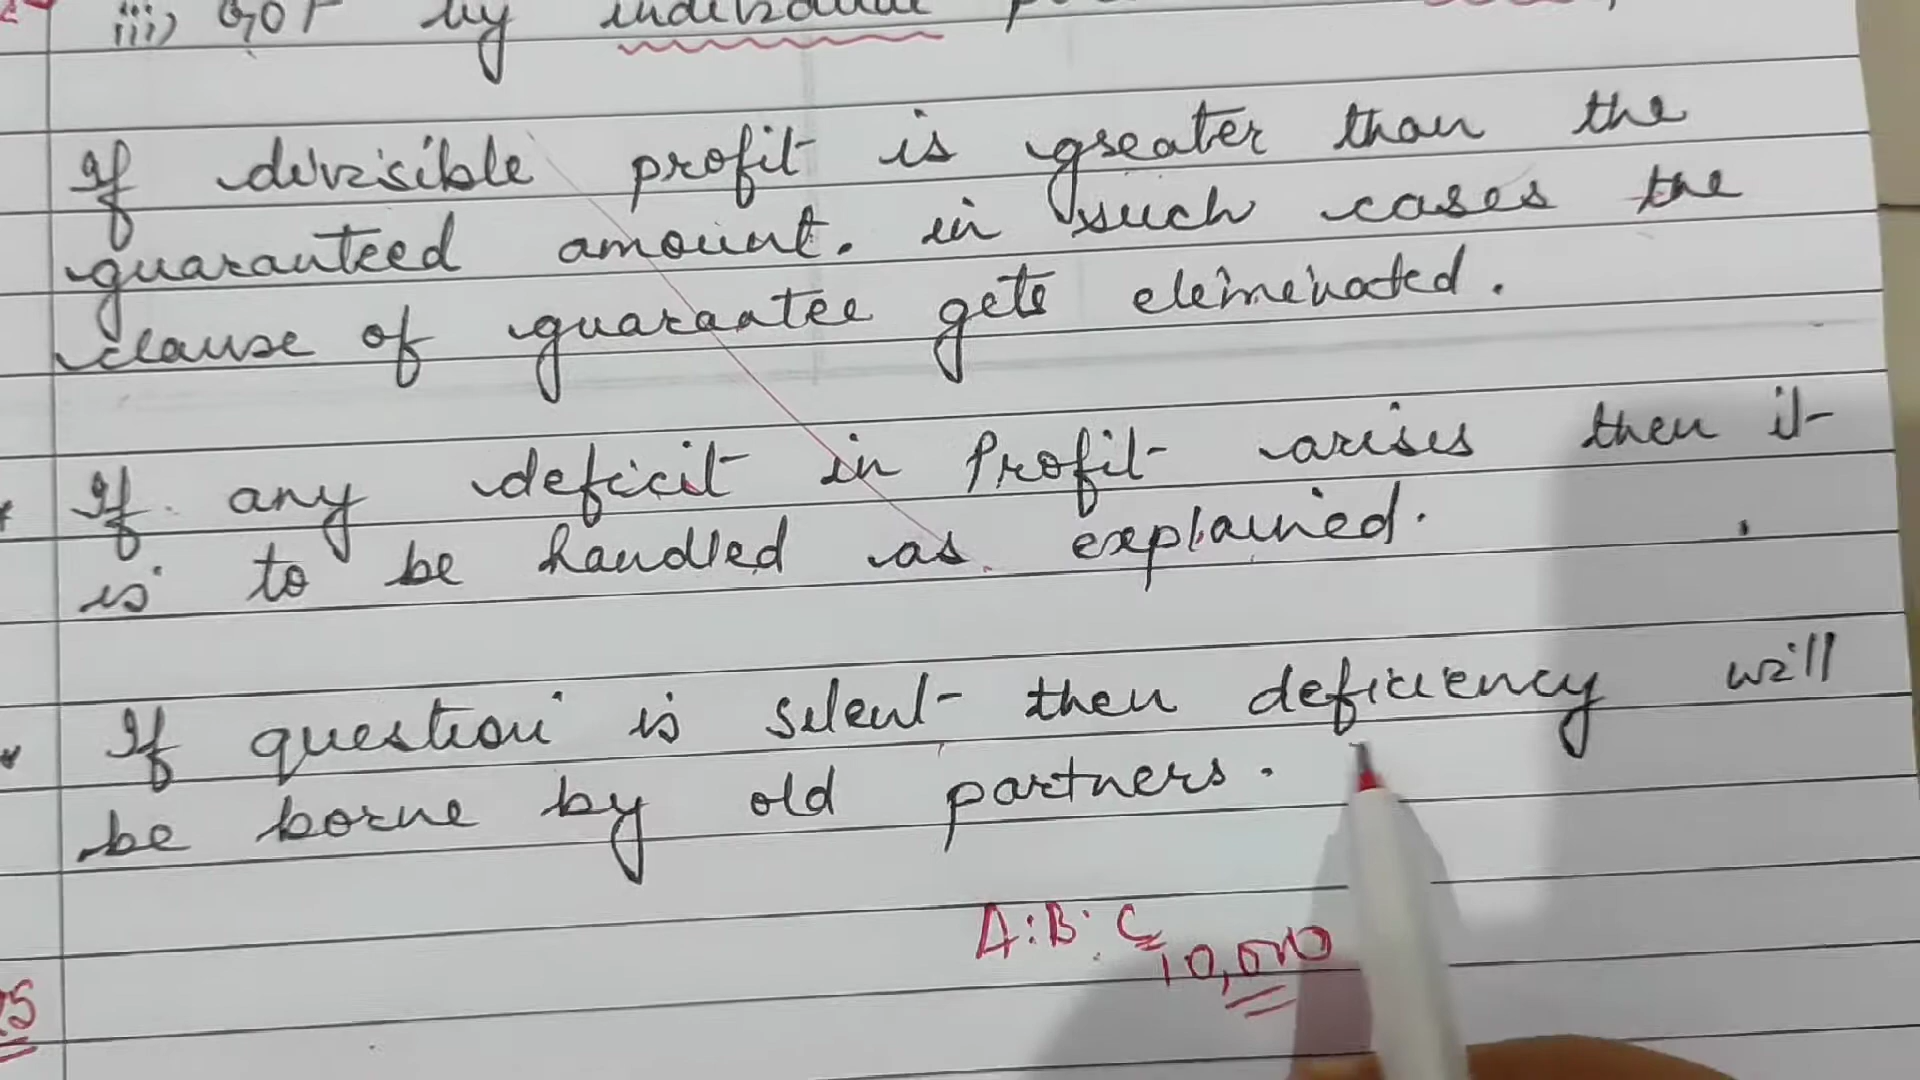 iii) GOP by individual
If divisible profit is greater than the
guaranteed amount. in such cases the
clause of guarantee gets eleminated.
If any deficit in Profit arises then it
is to be handled as explained.
If question is silent then deficiency will
be borne by old partners.
A:B:C
10,000